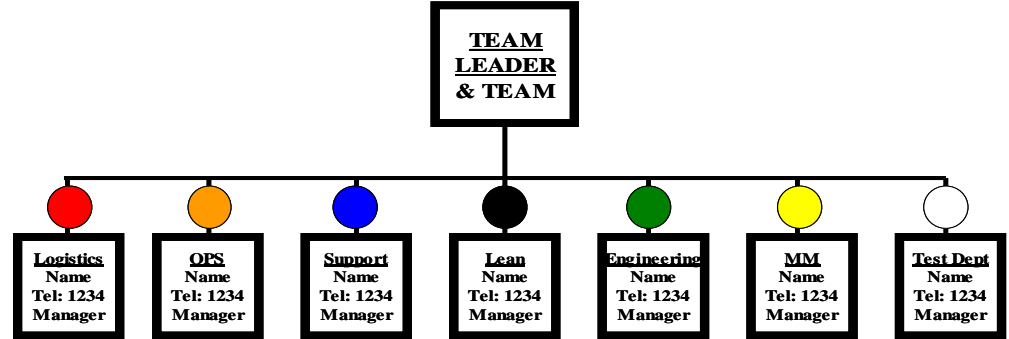 TEAM
LEADER
& TEAM
Logistics
Name
Tel: 1234
Manager
OPS
Name
Tel: 1234
Manager
Support
Name
Tel: 1234
Manager
Lean
Name
Tel: 1234
Manager
Engineering
Name
Tel: 1234
Manager
MM
Name
Tel: 1234
Manager
Test Dept
Name
Tel: 1234
Manager